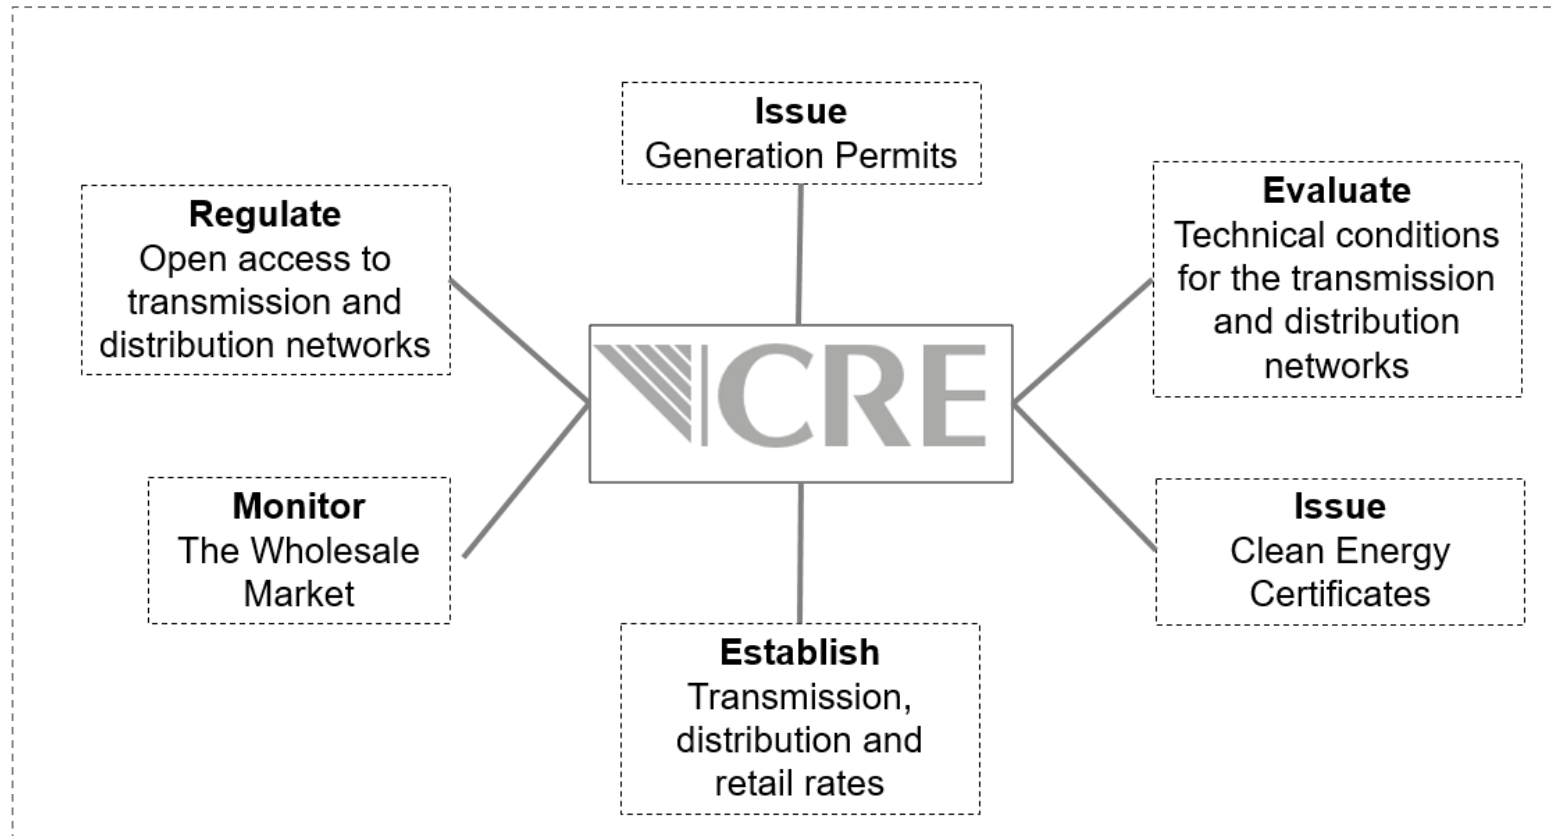 Issue
Generation Permits
Regulate
Open access to
transmission and
distribution networks
Evaluate
Technical conditions
for the transmission
and distribution
networks
CRE
Monitor
The Wholesale
Market
Issue
Clean Energy
Certificates
Establish
Transmission,
distribution and
retail rates